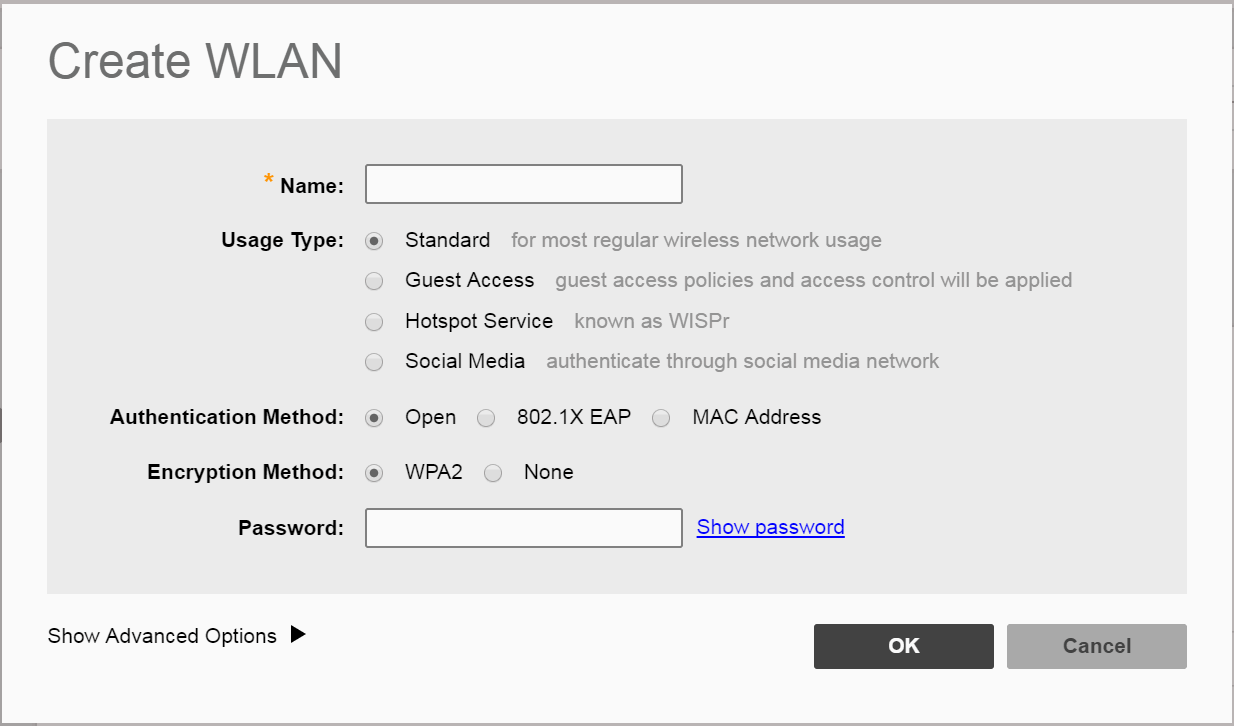 Create WLAN
* Name:
Usage Type: Standard for most regular wireless network usage
Guest Access guest access policies and access control will be applied
Hotspot Service known as WISPr
Social Media authenticate through social media network
Authentication Method: Open 802.1X EAP MAC Address
Encryption Method: WPA2 None
Password: Show password
Show Advanced Options
OK Cancel